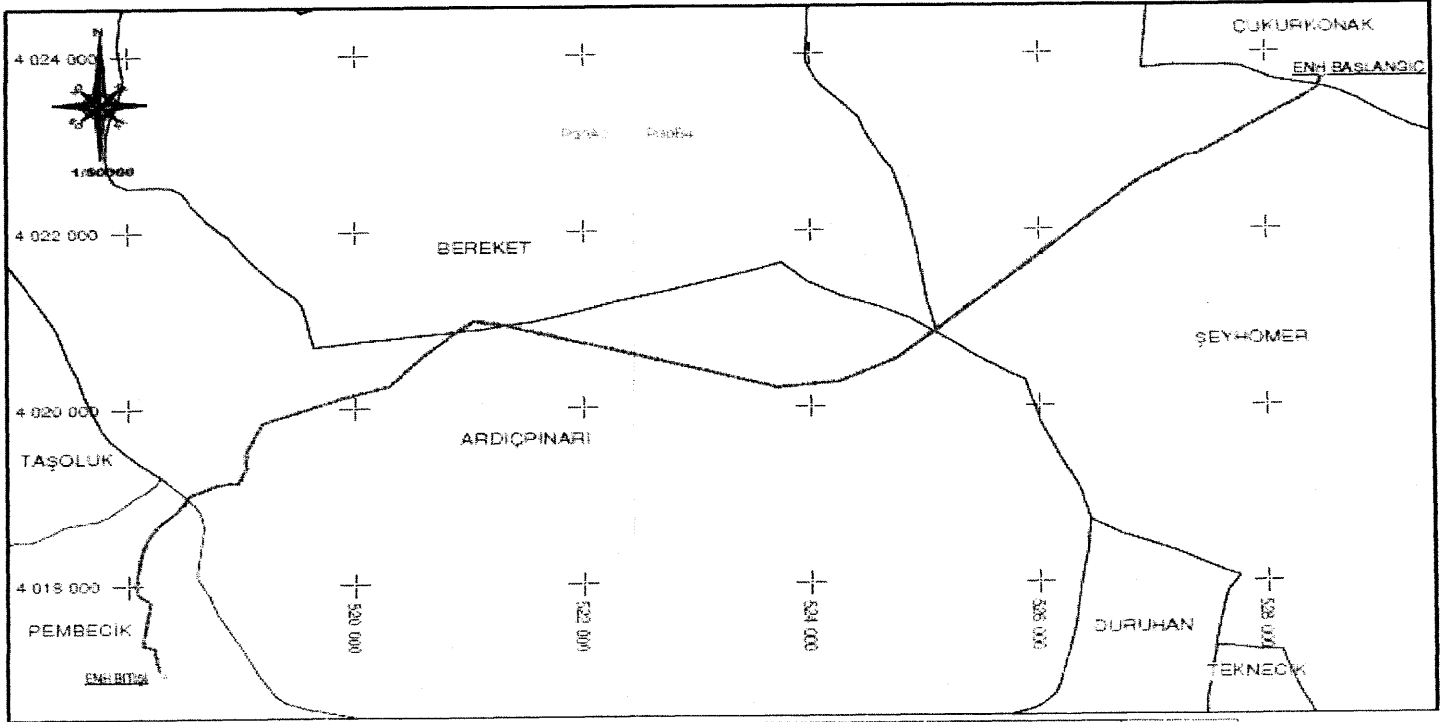 ÇUKURKONAK
4 024 000
ENH BAŞLANGIÇ
1/50000
4 022 000
BEREKET
ŞEYHÖMER
4 020 000
ARDIÇPINARI
TAŞOLUK
4 018 000
520 000
522 000
524 000
526 000
528 000
PEMBECİK
DURUHAN
TEKNECİK
ENH BİTİŞİ